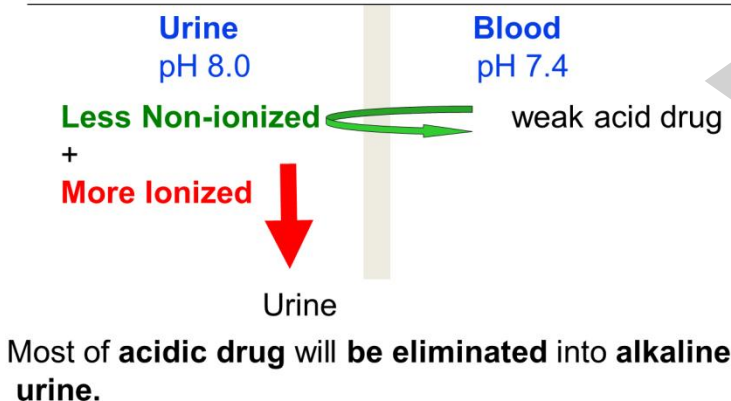 Urine Blood
pH 8.0 pH 7.4
Less Non-ionized weak acid drug
+
More Ionized
Urine
Most of acidic drug will be eliminated into alkaline
urine.